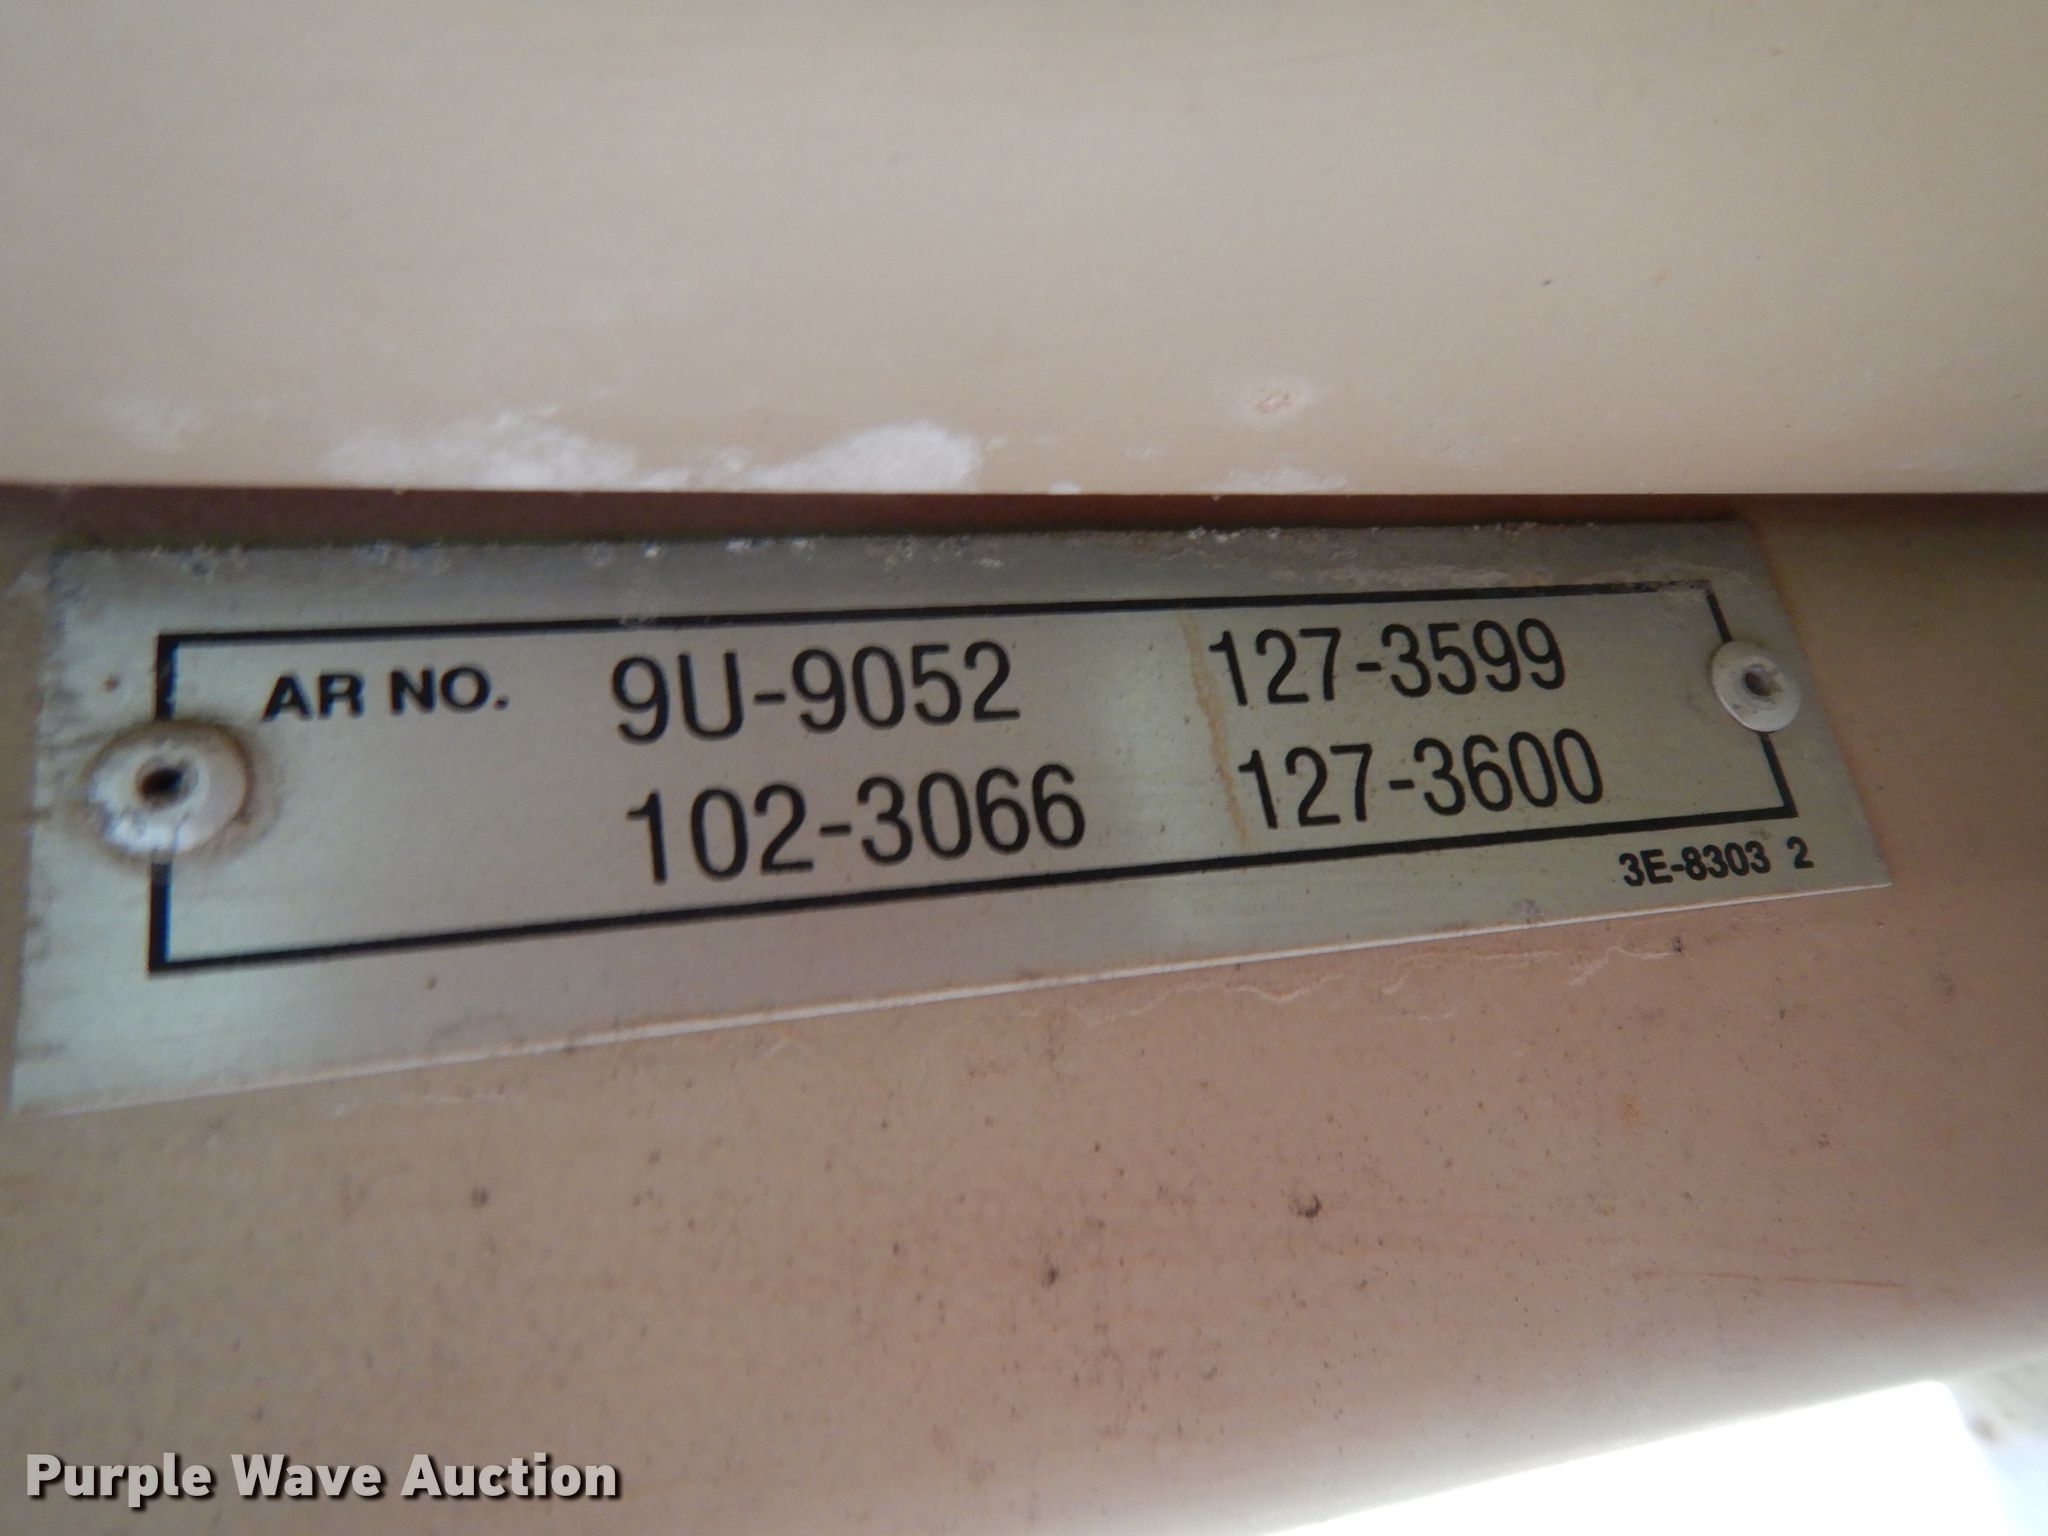 AR NO. 9U-9052 127-3599
102-3066 127-3600
3E-8303 2
Purple Wave Auction